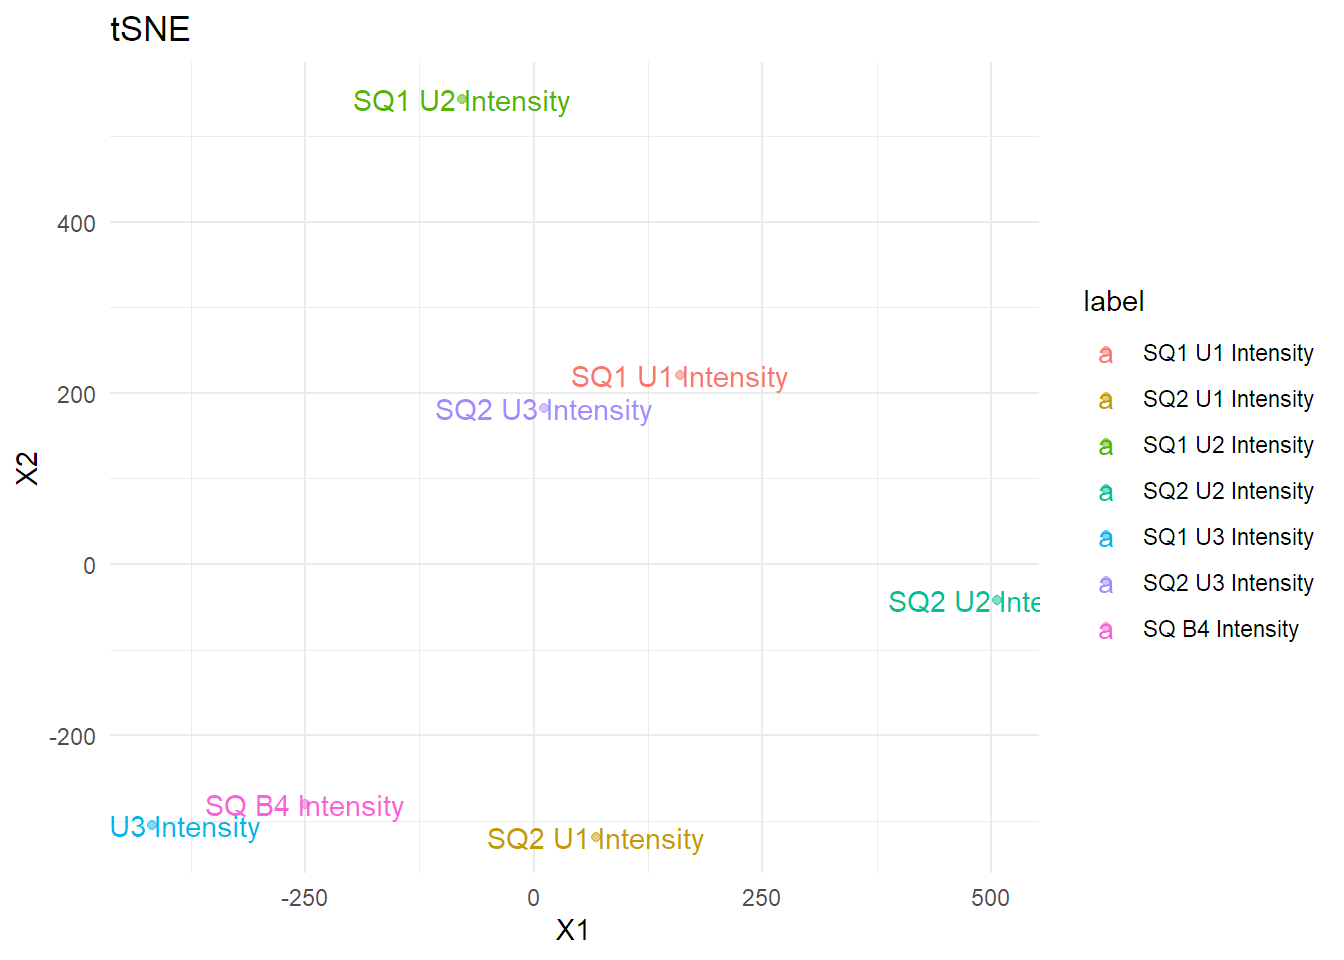 tSNE
SQ1 U2 Intensity
400
SQ1 U1 Intensity
200
SQ2 U3 Intensity
X2
0
SQ2 U2 Inte
-200
SQ B4 Intensity
U3 Intensity
SQ2 U1 Intensity
-250 0 250 500
X1
label
a SQ1 U1 Intensity
a SQ2 U1 Intensity
a SQ1 U2 Intensity
a SQ2 U2 Intensity
a SQ1 U3 Intensity
a SQ2 U3 Intensity
a SQ B4 Intensity